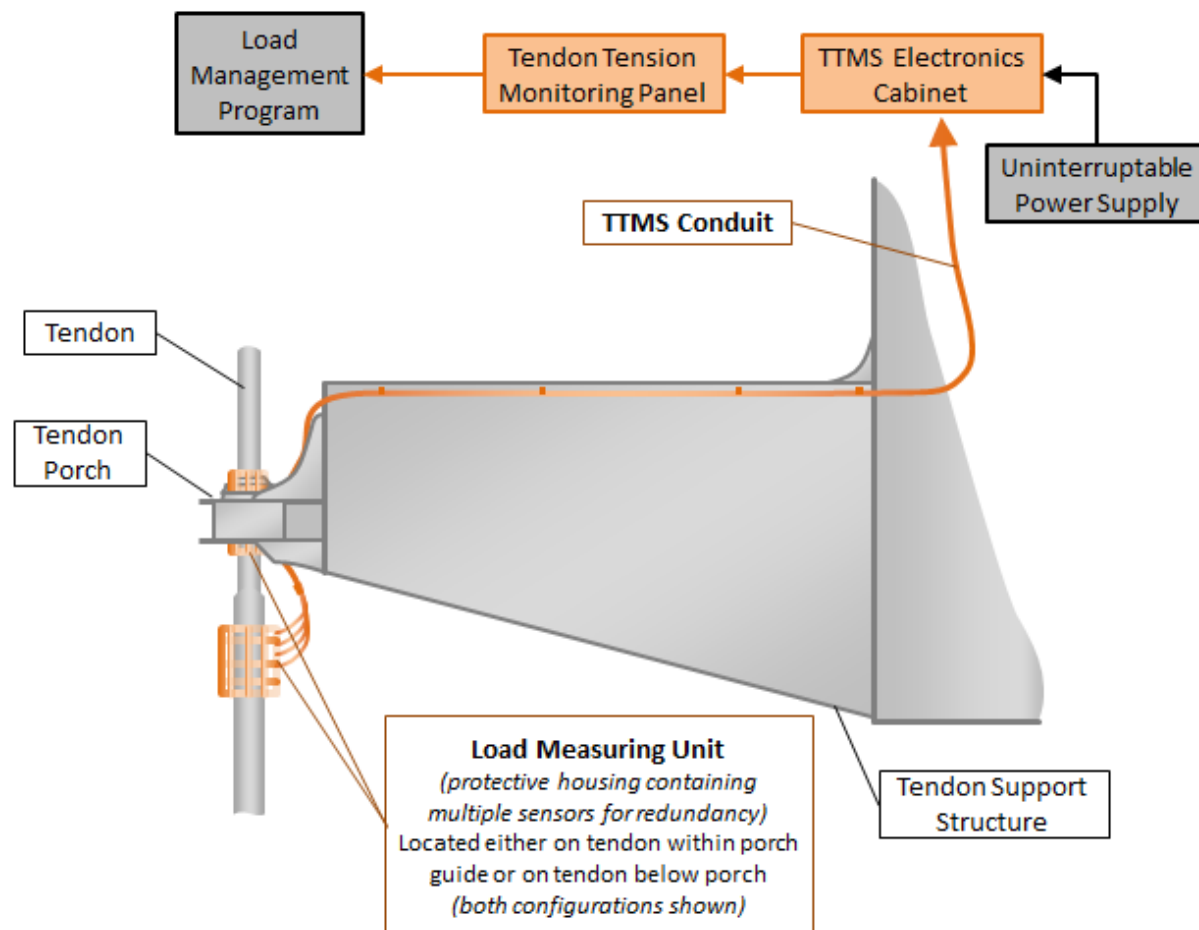 Load
Management
Program
Tendon Tension
Monitoring Panel
TTMS Electronics
Cabinet
Uninterruptable
Power Supply
TTMS Conduit
Tendon
Tendon
Porch
Load Measuring Unit
(protective housing containing
multiple sensors for redundancy)
Located either on tendon within porch
guide or on tendon below porch
(both configurations shown)
Tendon Support
Structure